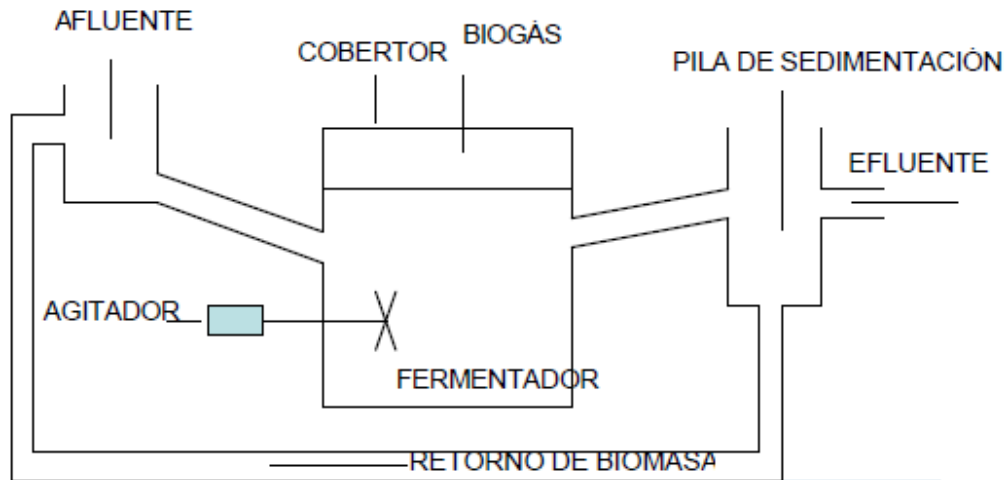 AFLUENTE
COBERTOR
BIOGÁS
PILA DE SEDIMENTACIÓN
EFLUENTE
AGITADOR
FERMENTADOR
RETORNO DE BIOMASA